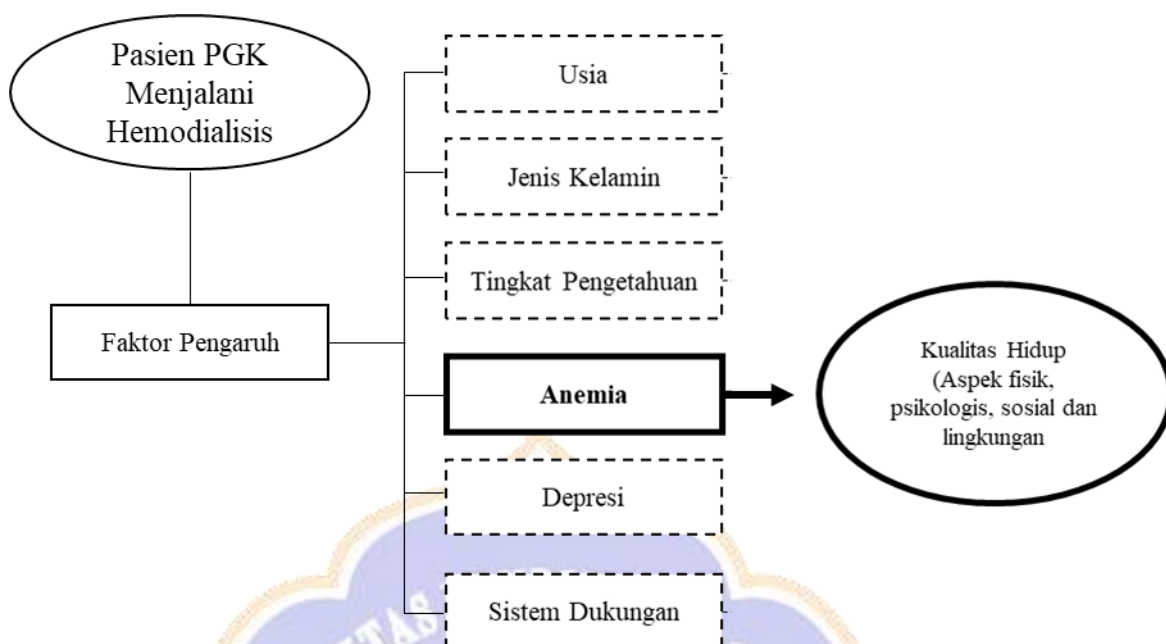 Pasien PGK
Menjalani
Hemodialisis
Faktor Pengaruh
Usia
Jenis Kelamin
Tingkat Pengetahuan
Anemia
Depresi
Sistem Dukungan
Kualitas Hidup
(Aspek fisik,
psikologis, sosial dan
lingkungan